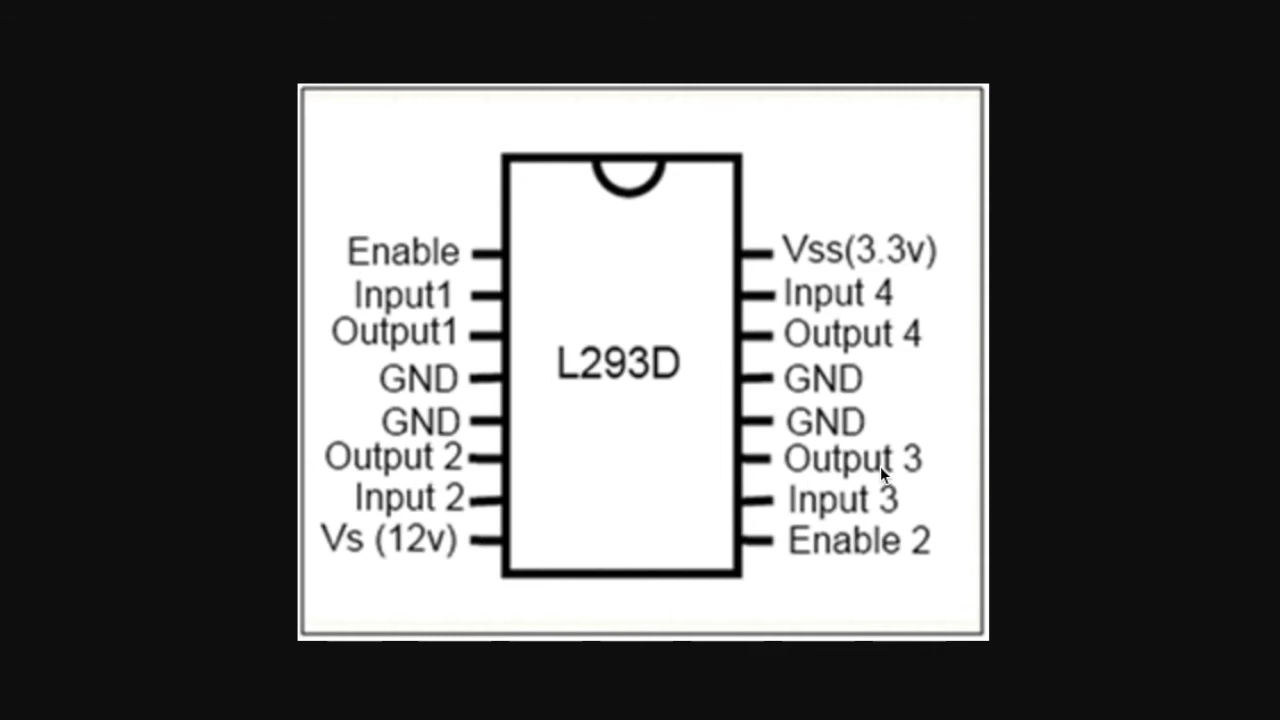 Enable
Input1
Output1
GND
GND
Output 2
Input 2
Vs (12v)
L293D
Vss(3.3v)
Input 4
Output 4
GND
GND
Output 3
Input 3
Enable 2